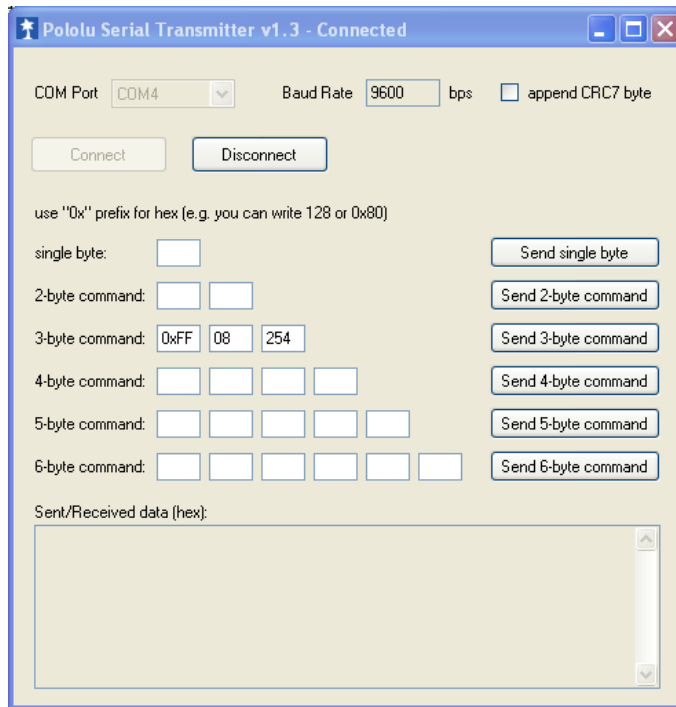 Pololu Serial Transmitter v1.3 - Connected
COM Port COM4 Baud Rate 9600 bps append CRC7 byte
Connect Disconnect
use "0x" prefix for hex (e.g. you can write 128 or 0x80)
single byte: Send single byte
2-byte command: Send 2-byte command
3-byte command: 0xFF 08 254 Send 3-byte command
4-byte command: Send 4-byte command
5-byte command: Send 5-byte command
6-byte command: Send 6-byte command
Sent/Received data (hex):